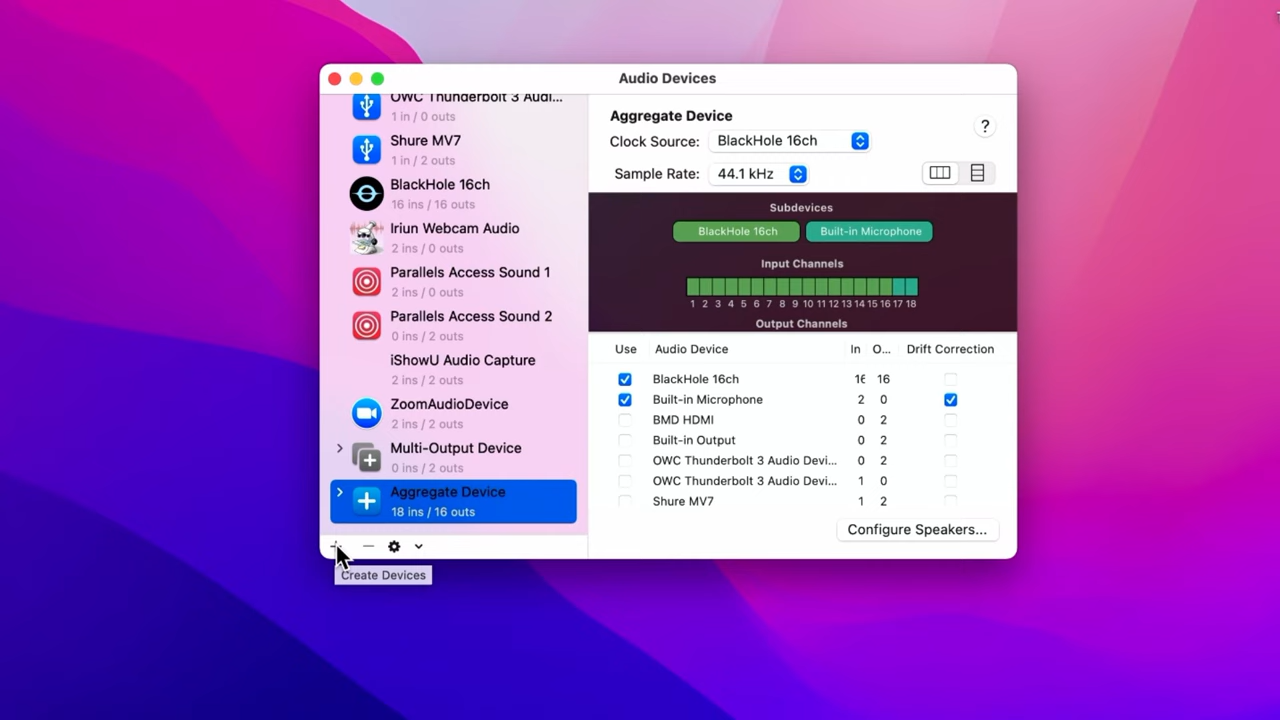 Audio Devices
OWC Thunderbolt 3 Audi...
1 in / 0 outs
Shure MV7
1 in / 2 outs
BlackHole 16ch
16 ins / 16 outs
Iriun Webcam Audio
2 ins / 0 outs
Parallels Access Sound 1
2 ins / 0 outs
Parallels Access Sound 2
0 ins / 2 outs
iShowU Audio Capture
2 ins / 2 outs
ZoomAudioDevice
2 ins / 2 outs
Multi-Output Device
0 ins / 2 outs
Aggregate Device
18 ins / 16 outs
Create Devices
Aggregate Device
?
Clock Source: BlackHole 16ch
Sample Rate: 44.1 kHz
Subdevices
BlackHole 16ch Built-in Microphone
Input Channels
1 2 3 4 5 6 7 8 9 10 11 12 13 14 15 16 17 18
Output Channels
Use Audio Device In O... Drift Correction
BlackHole 16ch 16 16
Built-in Microphone 2 0
BMD HDMI 0 2
Built-in Output 0 2
OWC Thunderbolt 3 Audio Devi... 0 2
OWC Thunderbolt 3 Audio Devi... 1 0
Shure MV7 1 2
Configure Speakers...